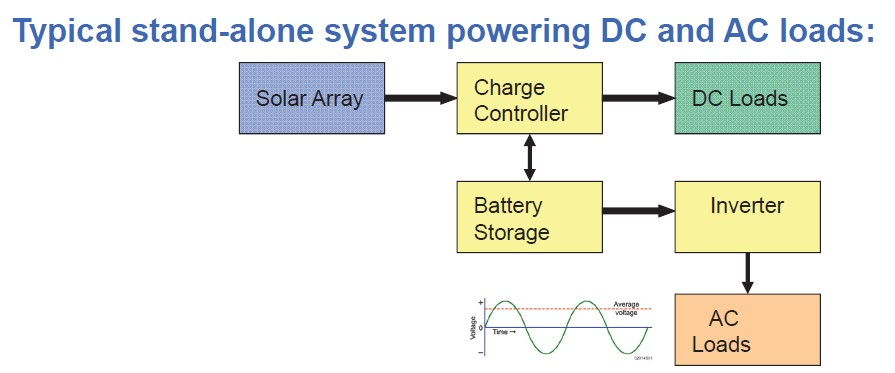 Typical stand-alone system powering DC and AC loads:
Solar Array
Charge
Controller
DC Loads
Battery
Storage
Inverter
AC
Loads
+
Average
voltage
Voltage
0
Time →
−